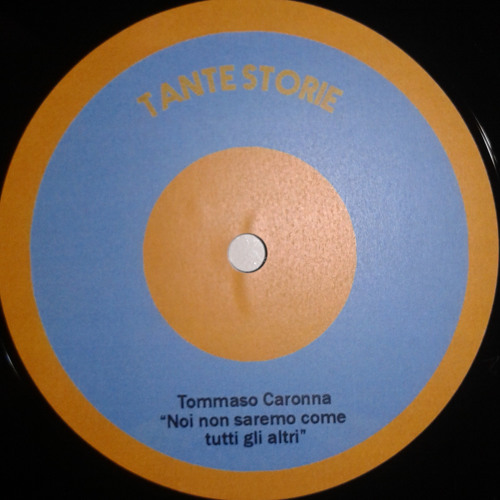 TANTE STORIE
Tommaso Caronna
“Noi non saremo come
tutti gli altri”